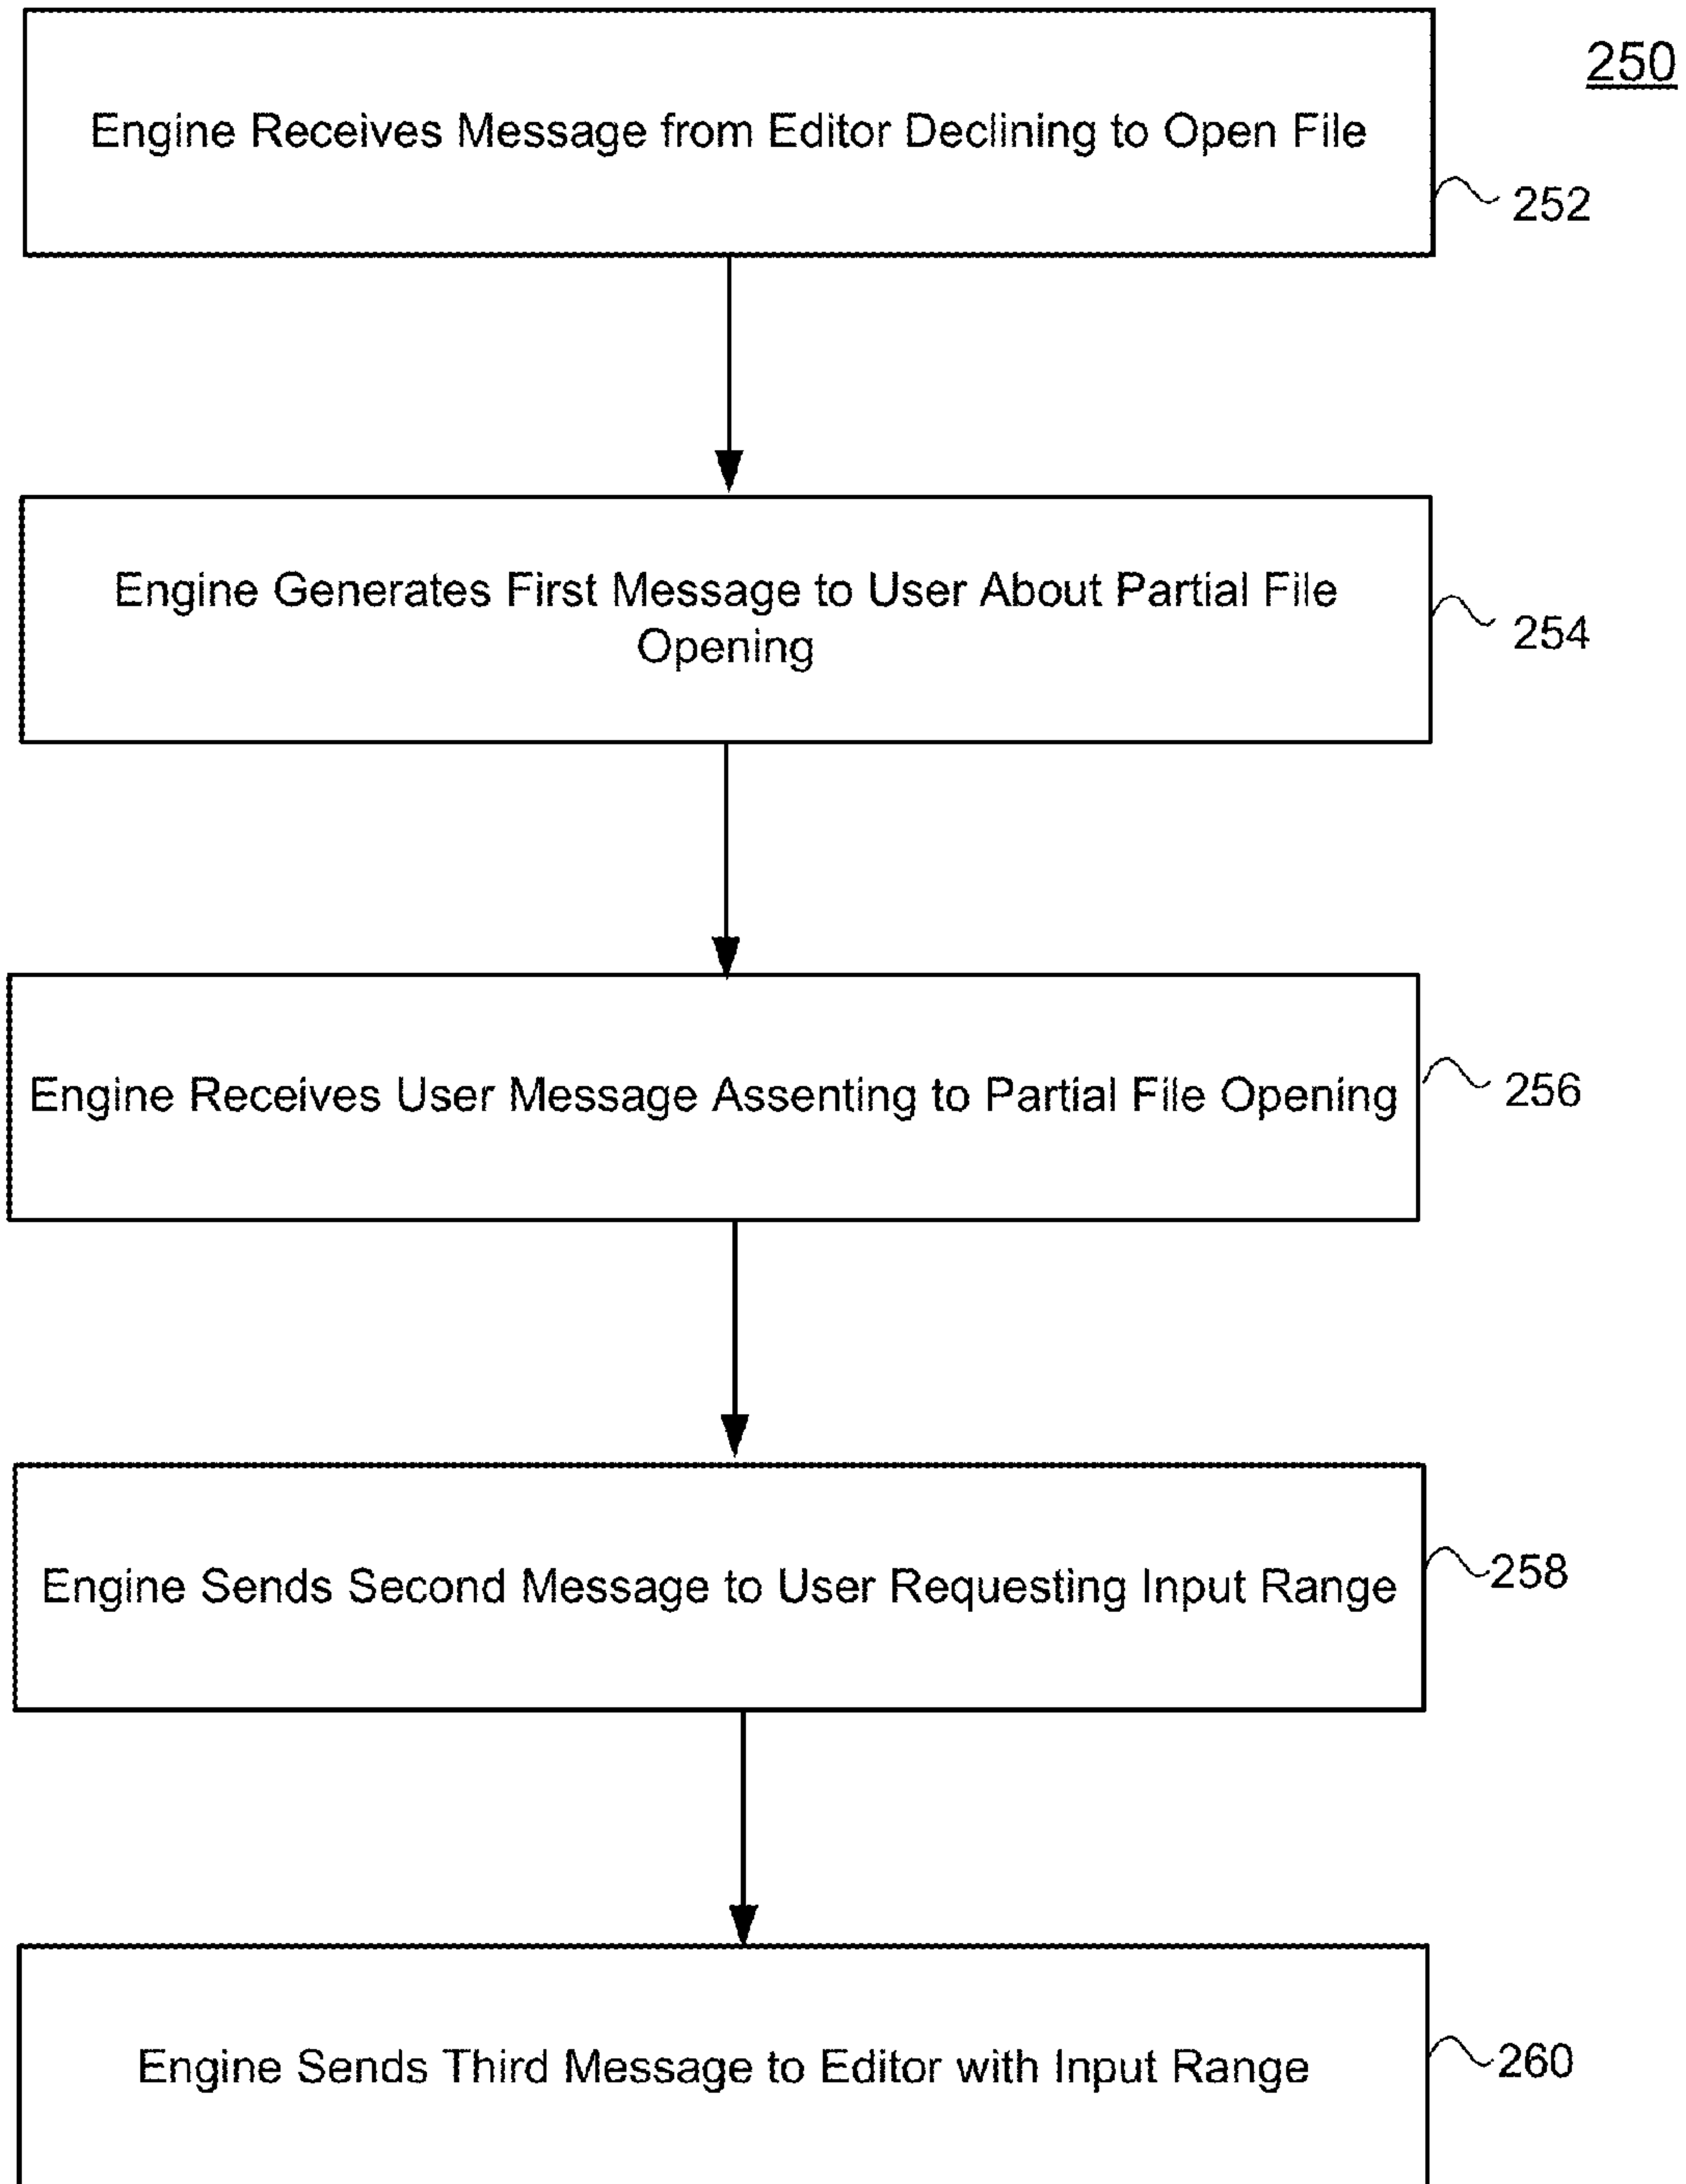 250
Engine Receives Message from Editor Declining to Open File
252
Engine Generates First Message to User About Partial File
Opening
254
Engine Receives User Message Assenting to Partial File Opening
256
Engine Sends Second Message to User Requesting Input Range
258
Engine Sends Third Message to Editor with Input Range
260